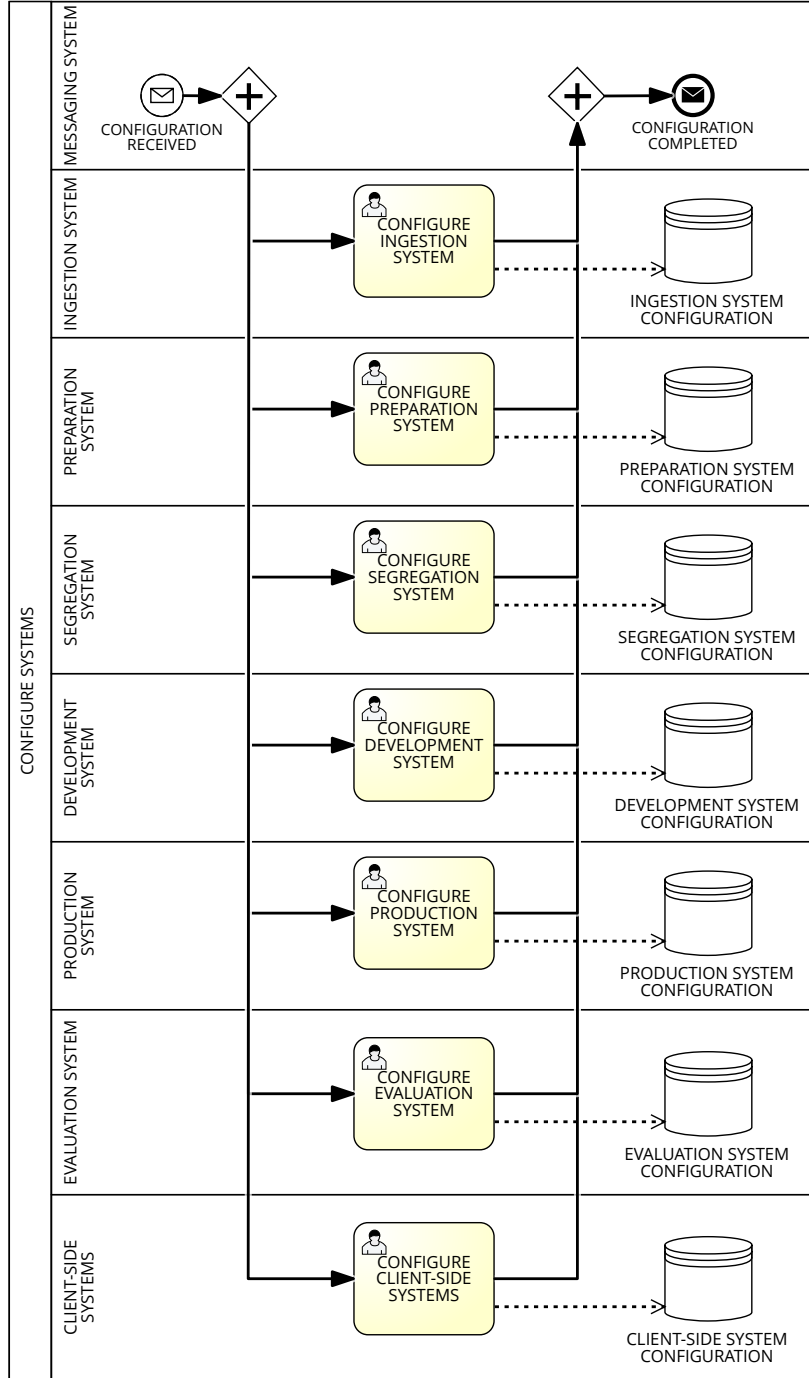 CONFIGURE SYSTEMS
MESSAGING SYSTEM
CONFIGURATION
RECEIVED
CONFIGURATION
COMPLETED
INGESTION SYSTEM
CONFIGURE
INGESTION
SYSTEM
INGESTION SYSTEM
CONFIGURATION
PREPARATION
SYSTEM
CONFIGURE
PREPARATION
SYSTEM
PREPARATION SYSTEM
CONFIGURATION
SEGREGATION
SYSTEM
CONFIGURE
SEGREGATION
SYSTEM
SEGREGATION SYSTEM
CONFIGURATION
DEVELOPMENT
SYSTEM
CONFIGURE
DEVELOPMENT
SYSTEM
DEVELOPMENT SYSTEM
CONFIGURATION
PRODUCTION
SYSTEM
CONFIGURE
PRODUCTION
SYSTEM
PRODUCTION SYSTEM
CONFIGURATION
EVALUATION SYSTEM
CONFIGURE
EVALUATION
SYSTEM
EVALUATION SYSTEM
CONFIGURATION
CLIENT-SIDE
SYSTEMS
CONFIGURE
CLIENT-SIDE
SYSTEMS
CLIENT-SIDE SYSTEM
CONFIGURATION